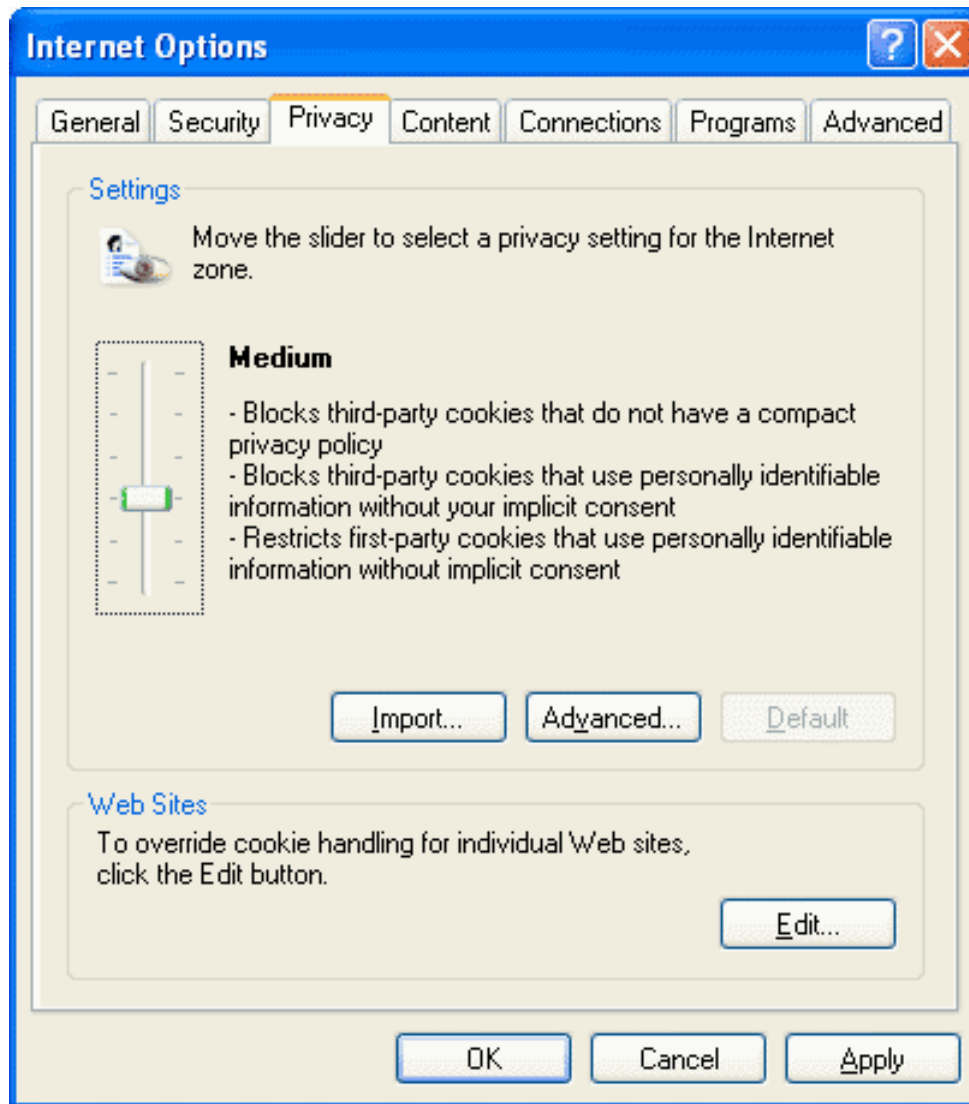 Internet Options
General Security Privacy Content Connections Programs Advanced
Settings
Move the slider to select a privacy setting for the Internet
zone.
Medium
- Blocks third-party cookies that do not have a compact
privacy policy
- Blocks third-party cookies that use personally identifiable
information without your implicit consent
- Restricts first-party cookies that use personally identifiable
information without implicit consent
Import... Advanced... Default
Web Sites
To override cookie handling for individual Web sites,
click the Edit button.
Edit...
OK Cancel Apply